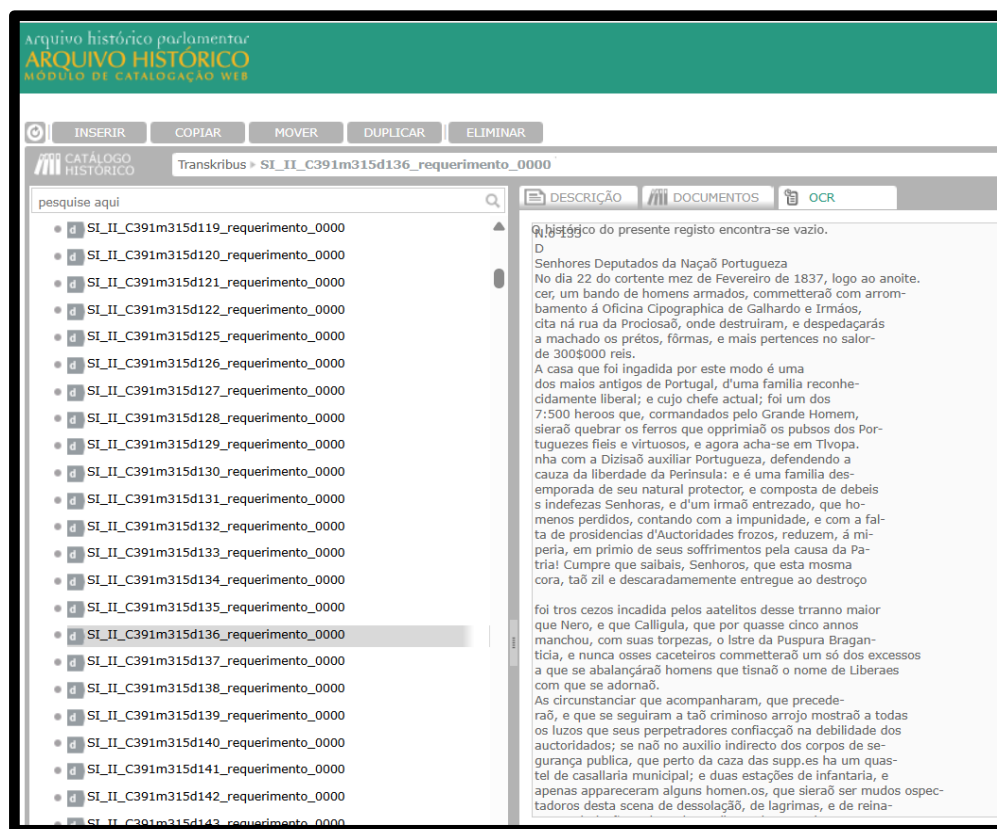 Arquivo histórico parlamentar
ARQUIVO HISTÓRICO
MÓDULO DE CATALOGAÇÃO WEB
INSERIR COPIAR MOVER DUPLICAR ELIMINAR
CATÁLOGO HISTÓRICO
Transkribus ▸ SI_II_C391m315d136_requerimento_0000
pesquise aqui
SI_II_C391m315d119_requerimento_0000
SI_II_C391m315d120_requerimento_0000
SI_II_C391m315d121_requerimento_0000
SI_II_C391m315d122_requerimento_0000
SI_II_C391m315d125_requerimento_0000
SI_II_C391m315d126_requerimento_0000
SI_II_C391m315d127_requerimento_0000
SI_II_C391m315d128_requerimento_0000
SI_II_C391m315d129_requerimento_0000
SI_II_C391m315d130_requerimento_0000
SI_II_C391m315d131_requerimento_0000
SI_II_C391m315d132_requerimento_0000
SI_II_C391m315d133_requerimento_0000
SI_II_C391m315d134_requerimento_0000
SI_II_C391m315d135_requerimento_0000
SI_II_C391m315d136_requerimento_0000
SI_II_C391m315d137_requerimento_0000
SI_II_C391m315d138_requerimento_0000
SI_II_C391m315d139_requerimento_0000
SI_II_C391m315d140_requerimento_0000
SI_II_C391m315d141_requerimento_0000
SI_II_C391m315d142_requerimento_0000
SI_II_C391m315d143_requerimento_0000
DESCRIÇÃO DOCUMENTOS OCR
O histórico do presente registo encontra-se vazio.
N.o 133
D
Senhores Deputados da Naçaõ Portugueza
No dia 22 do cortente mez de Fevereiro de 1837, logo ao anoite.
cer, um bando de homens armados, commetteraõ com arrom-
bamento á Oficina Cipographica de Galhardo e Irmáos,
cita ná rua da Prociosaõ, onde destruiram, e despedaçarás
a machado os prétos, fôrmas, e mais pertences no salor-
de 300$000 reis.
A casa que foi ingadida por este modo é uma
dos maios antigos de Portugal, d'uma familia reconhe-
cidamente liberal; e cujo chefe actual; foi um dos
7:500 heroos que, cormandados pelo Grande Homem,
sieraõ quebrar os ferros que opprimiaõ os pubsos dos Por-
tuguezes fieis e virtuosos, e agora acha-se em Tlvopa.
nha com a Dizisaõ auxiliar Portugueza, defendendo a
cauza da liberdade da Perinsula: e é uma familia des-
emporada de seu natural protector, e composta de debeis
s indefezas Senhoras, e d'um irmaõ entrezado, que ho-
menos perdidos, contando com a impunidade, e com a fal-
ta de prosidencias d'Auctoridades frozos, reduzem, á mi-
peria, em primio de seus soffrimentos pela causa da Pa-
tria! Cumpre que saibais, Senhoros, que esta mosma
cora, taõ zil e descaradamemente entregue ao destroço
foi tros cezos incadida pelos aatelitos desse trranno maior
que Nero, e que Calligula, que por quasse cinco annos
manchou, com suas torpezas, o lstre da Puspura Bragan-
ticia, e nunca osses caceteiros commetteraõ um só dos excessos
a que se abalançáraõ homens que tisnaõ o nome de Liberaes
com que se adornaõ.
As circunstanciar que acompanharam, que precede-
raõ, e que se seguiram a taõ criminoso arrojo mostraõ a todas
os luzos que seus perpetradores confiacçaõ na debilidade dos
auctoridados; se naõ no auxilio indirecto dos corpos de se-
gurança publica, que perto da caza das supp.es ha um quas-
tel de casallaria municipal; e duas estações de infantaria, e
apenas appareceram alguns homen.os, que sieraõ ser mudos ospec-
tadoros desta scena de dessolaçãõ, de lagrimas, e de reina-